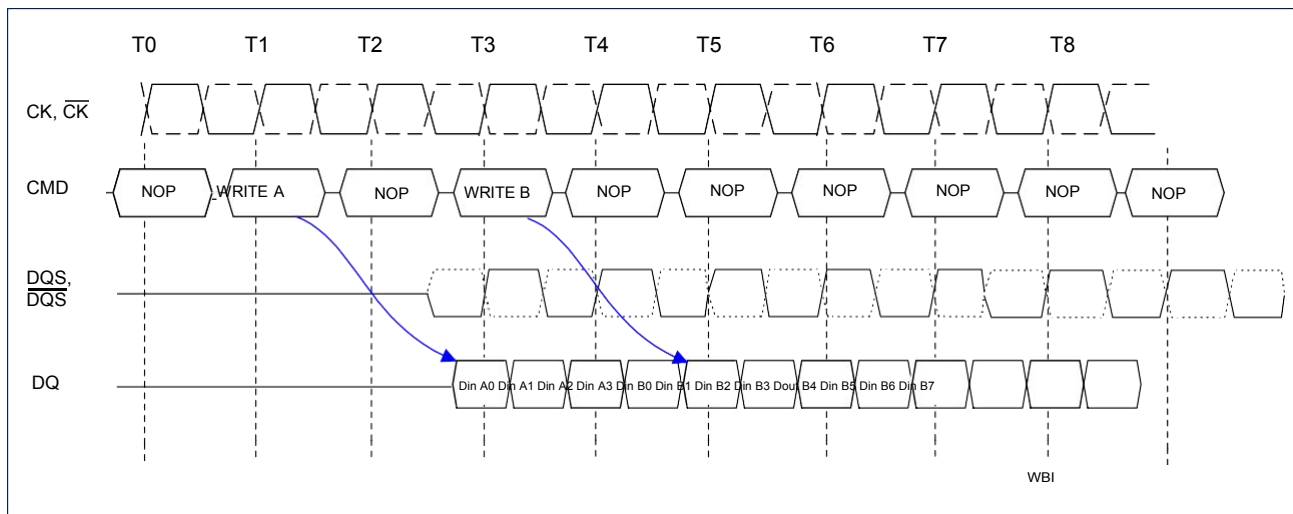 T0 T1 T2 T3 T4 T5 T6 T7 T8
CK, CK
CMD NOP WRITE A NOP WRITE B NOP NOP NOP NOP NOP NOP
DQS,
DQS
DQ Din A0 Din A1 Din A2 Din A3 Din B0 Din B1 Din B2 Din B3 Dout B4 Din B5 Din B6 Din B7
WBI